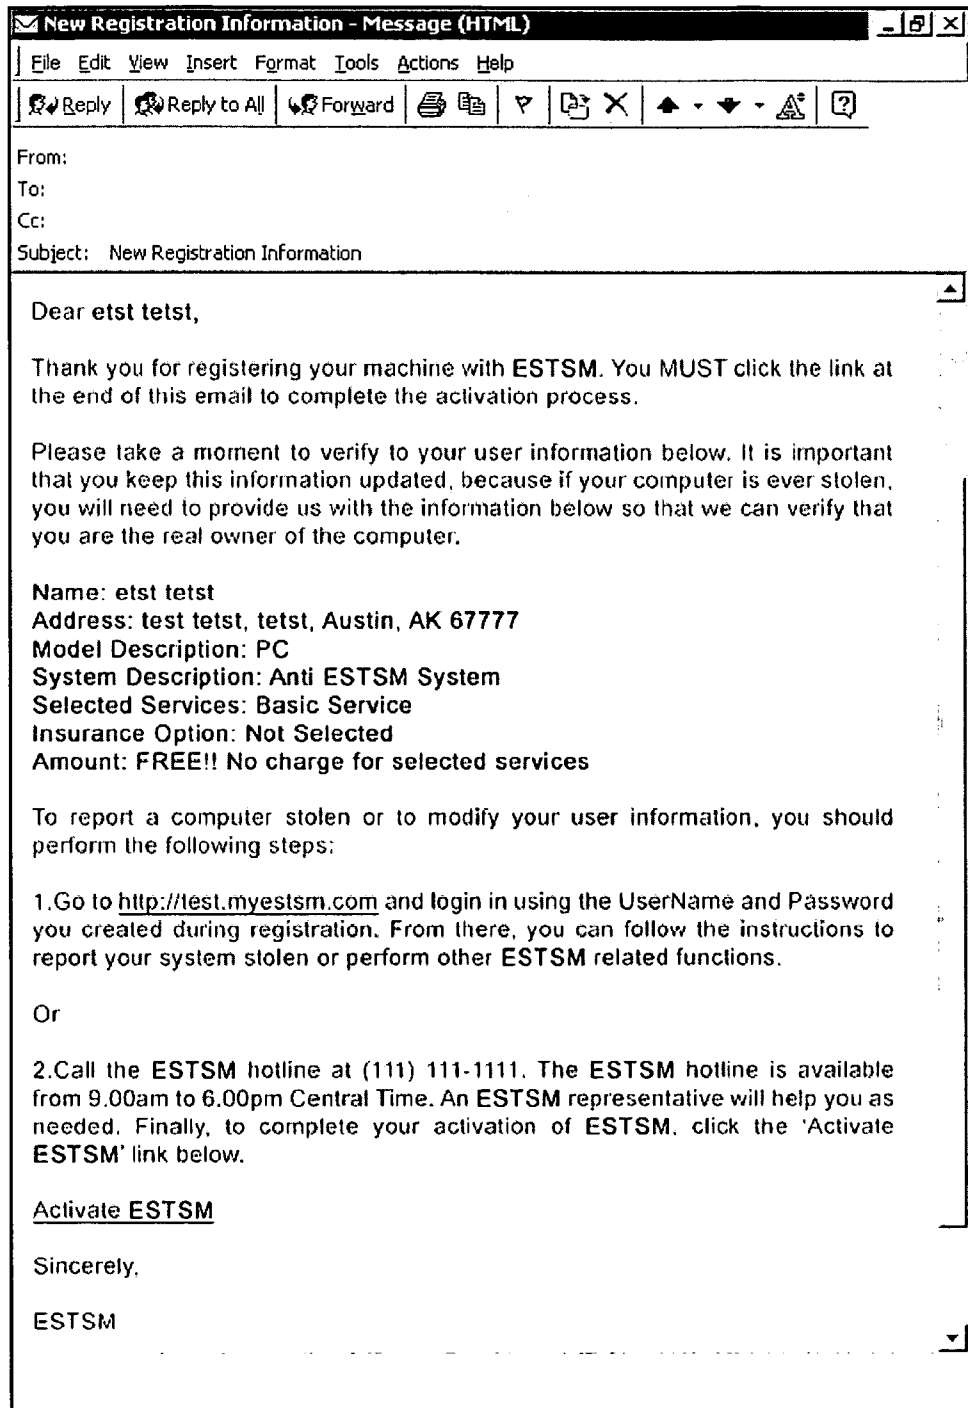 New Registration Information - Message (HTML)
File Edit View Insert Format Tools Actions Help
Reply Reply to All Forward
From:
To:
Cc:
Subject: New Registration Information
Dear etst tetst,
Thank you for registering your machine with ESTSM. You MUST click the link at
the end of this email to complete the activation process.
Please take a moment to verify to your user information below. It is important
that you keep this information updated, because if your computer is ever stolen,
you will need to provide us with the information below so that we can verify that
you are the real owner of the computer.
Name: etst tetst
Address: test tetst, tetst, Austin, AK 67777
Model Description: PC
System Description: Anti ESTSM System
Selected Services: Basic Service
Insurance Option: Not Selected
Amount: FREE!! No charge for selected services
To report a computer stolen or to modify your user information, you should
perform the following steps:
1.Go to http://test.myestsm.com and login in using the UserName and Password
you created during registration. From there, you can follow the instructions to
report your system stolen or perform other ESTSM related functions.
Or
2.Call the ESTSM hotline at (111) 111-1111. The ESTSM hotline is available
from 9.00am to 6.00pm Central Time. An ESTSM representative will help you as
needed. Finally, to complete your activation of ESTSM, click the 'Activate
ESTSM' link below.
Activate ESTSM
Sincerely,
ESTSM